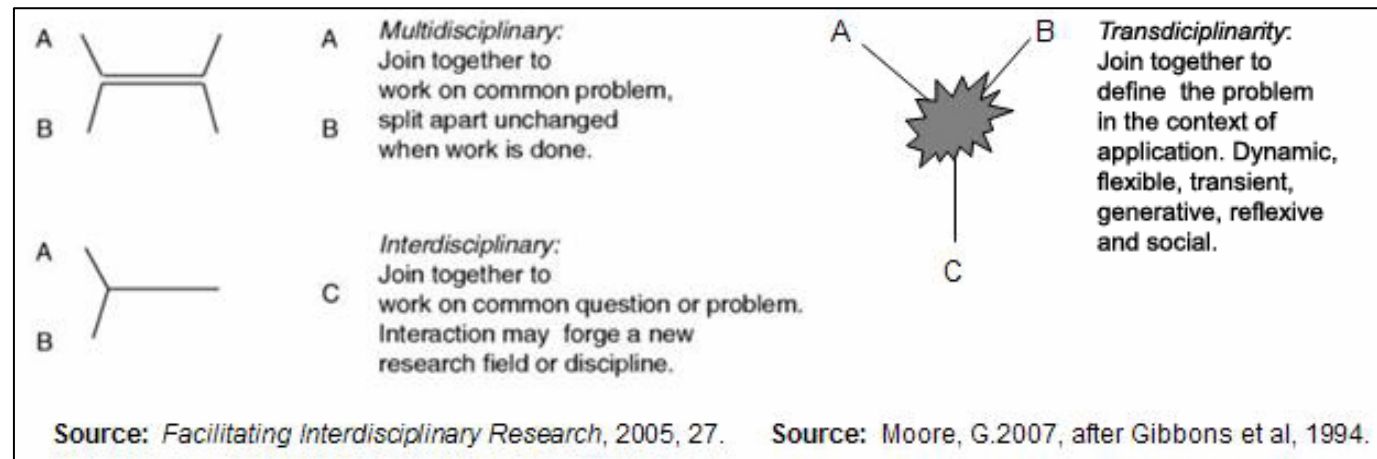 A
A
Multidisciplinary:
Join together to
work on common problem,
split apart unchanged
when work is done.
B
B
A
Interdisciplinary:
Join together to
work on common question or problem.
Interaction may forge a new
research field or discipline.
C
B
A
B
C
Transdiciplinarity:
Join together to
define the problem
in the context of
application. Dynamic,
flexible, transient,
generative, reflexive
and social.
Source: Facilitating Interdisciplinary Research, 2005, 27.
Source: Moore, G.2007, after Gibbons et al, 1994.